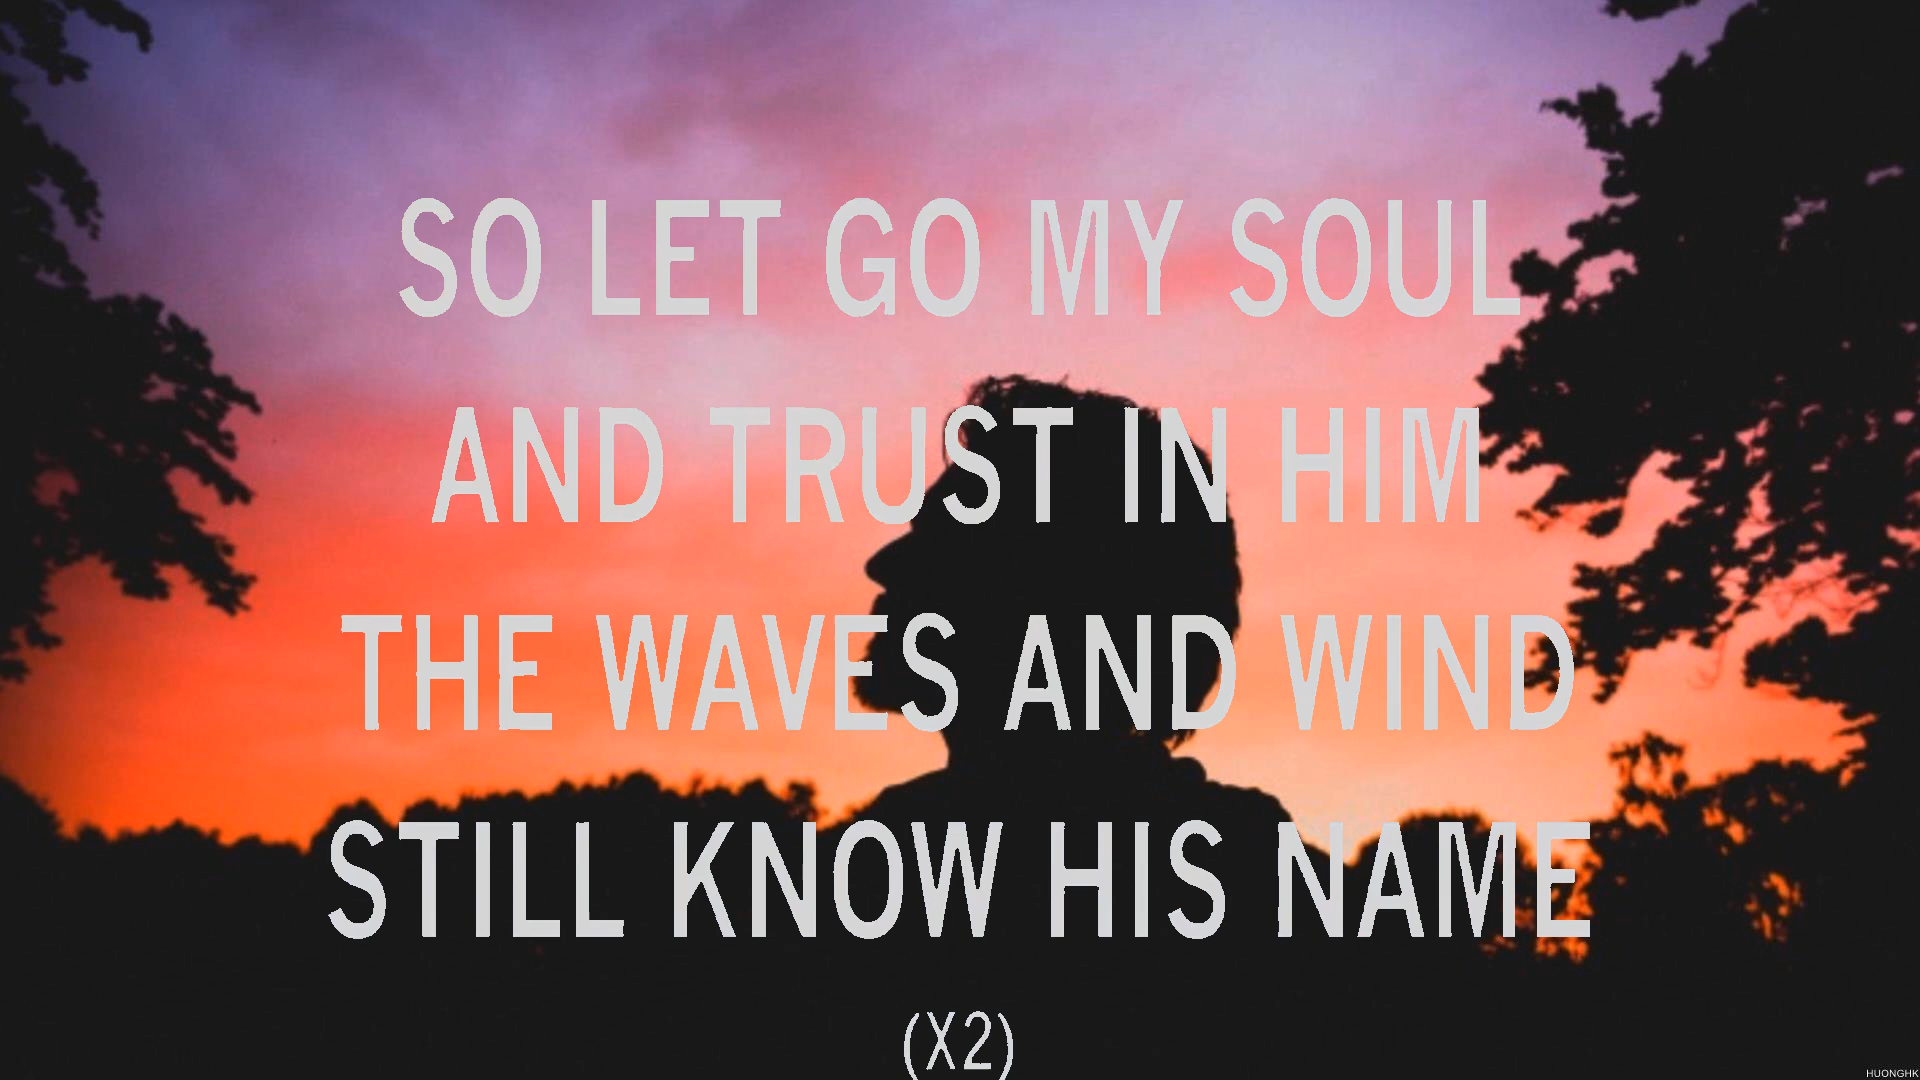 SO LET GO MY SOUL
AND TRUST IN HIM
THE WAVES AND WIND
STILL KNOW HIS NAME
(X2)
HUONGHK